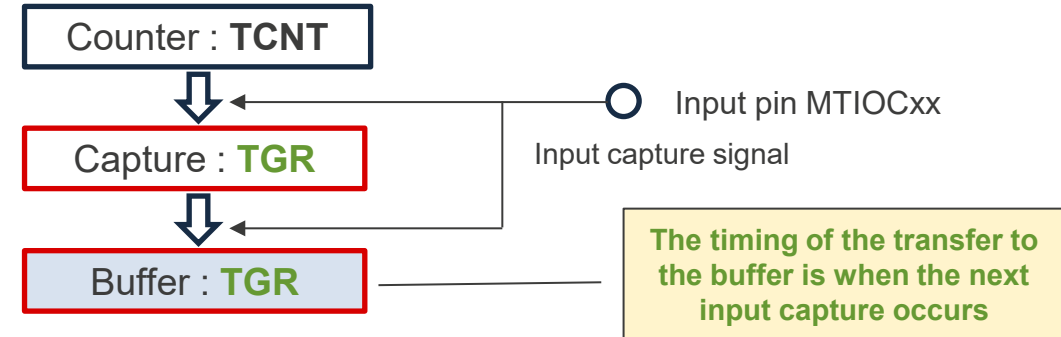 Counter : TCNT
Input pin MTIOCxx
Capture : TGR
Input capture signal
Buffer : TGR
The timing of the transfer to
the buffer is when the next
input capture occurs